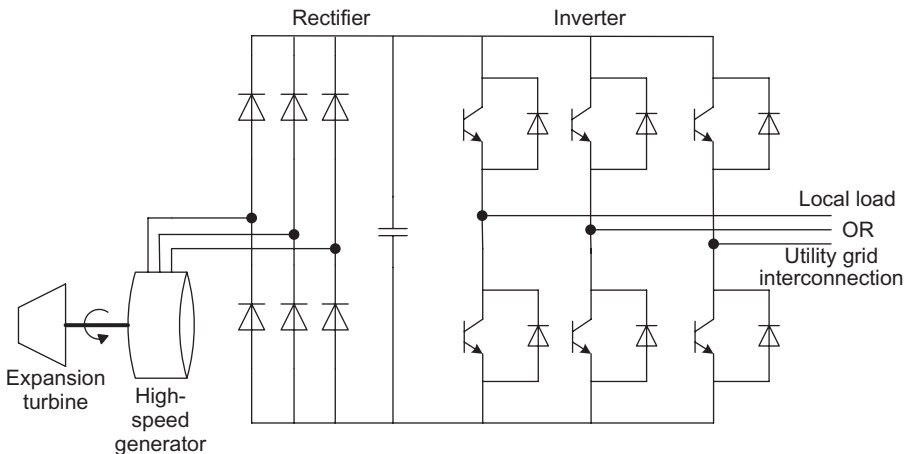 Rectifier
Inverter
Local load
OR
Utility grid
interconnection
Expansion
turbine
High-
speed
generator